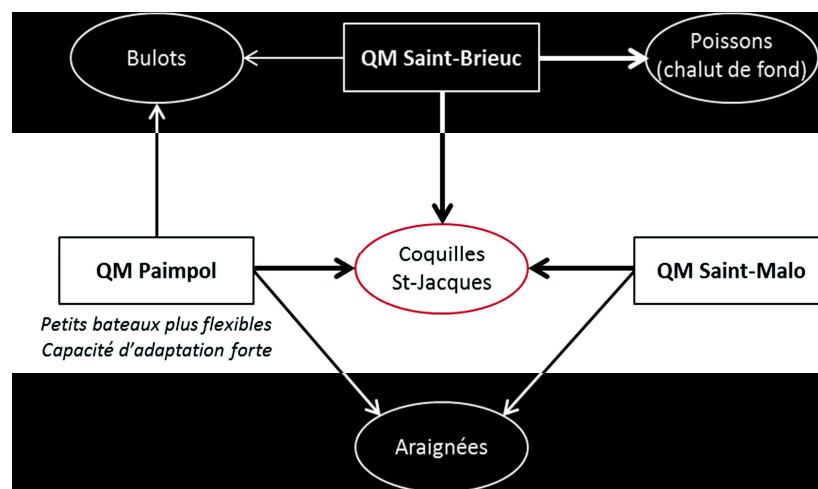 Bulots
QM Saint-Brieuc
Poissons
(chalut de fond)
QM Paimpol
Coquilles
St-Jacques
QM Saint-Malo
Petits bateaux plus flexibles
Capacité d'adaptation forte
Araignées